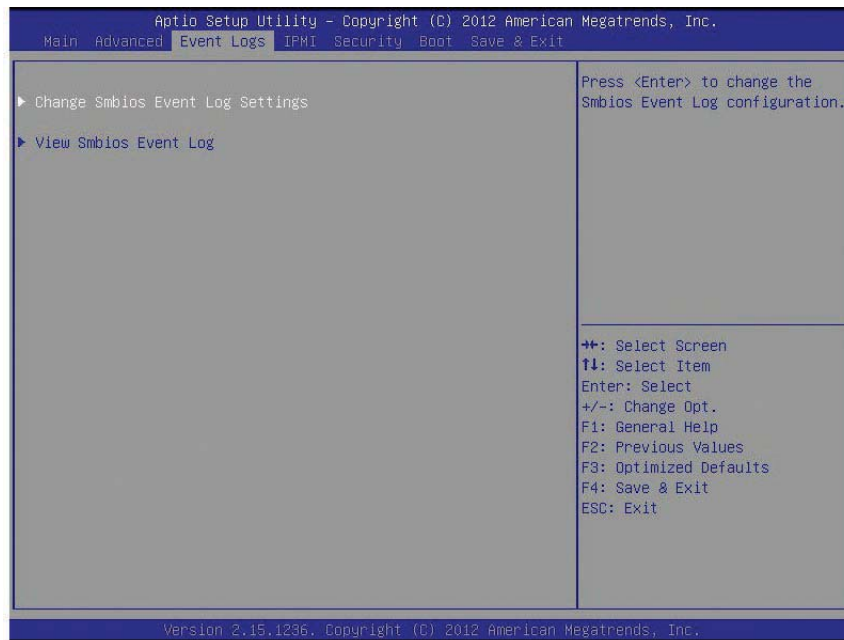 Aptio Setup Utility – Copyright (C) 2012 American Megatrends, Inc.
Main Advanced Event Logs IPMI Security Boot Save & Exit
▶ Change Smbios Event Log Settings
▶ View Smbios Event Log
Press <Enter> to change the
Smbios Event Log configuration.
→←: Select Screen
↑↓: Select Item
Enter: Select
+/-: Change Opt.
F1: General Help
F2: Previous Values
F3: Optimized Defaults
F4: Save & Exit
ESC: Exit
Version 2.15.1236. Copyright (C) 2012 American Megatrends, Inc.